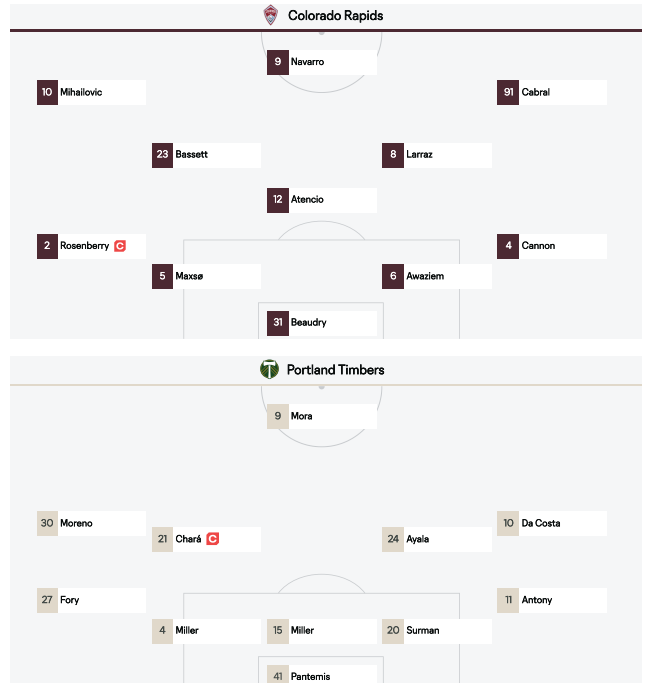 Colorado Rapids
9 Navarro
10 Mihailovic
91 Cabral
23 Bassett
8 Larraz
12 Atencio
2 Rosenberry C
4 Cannon
5 Maxsø
6 Awaziem
31 Beaudry
Portland Timbers
9 Mora
30 Moreno
10 Da Costa
21 Chará C
24 Ayala
27 Fory
11 Antony
4 Miller
15 Miller
20 Surman
41 Pantemis